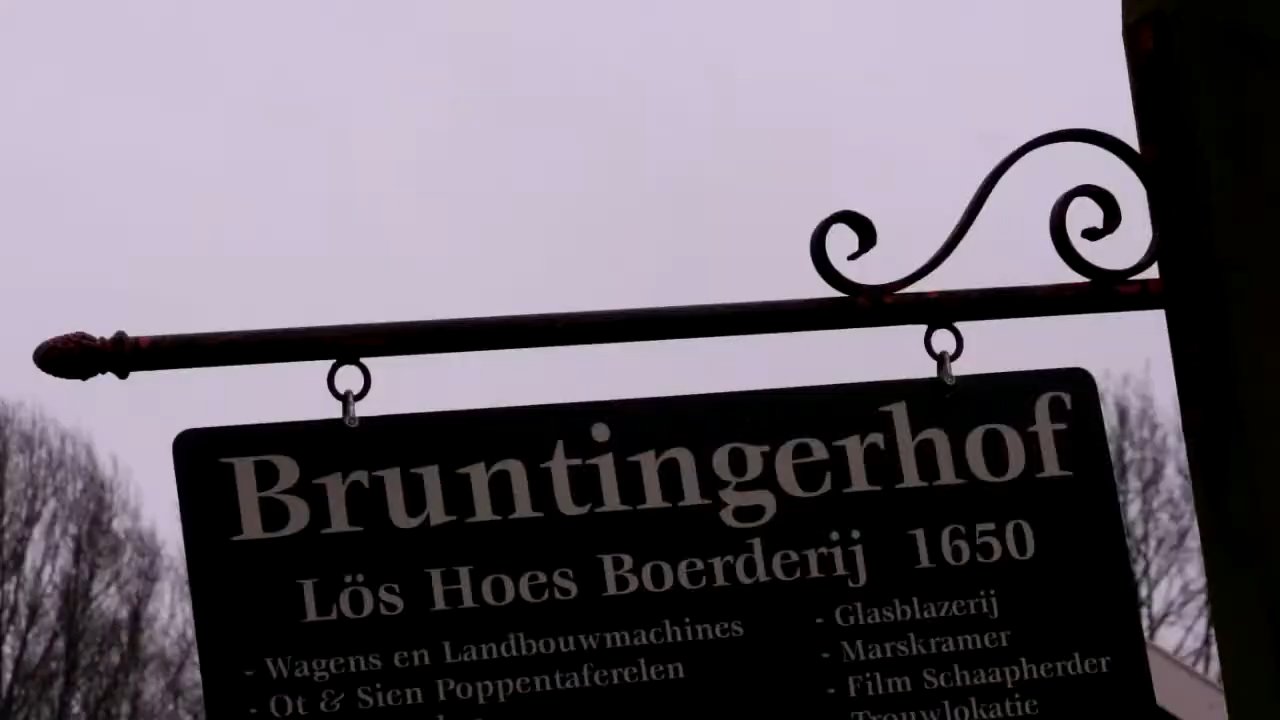 Bruntingerhof
Lös Hoes Boerderij 1650
- Wagens en Landbouwmachines
- Ot & Sien Poppentaferelen
- Glasblazerij
- Marskramer
- Film Schaapherder
Trouwlokatie